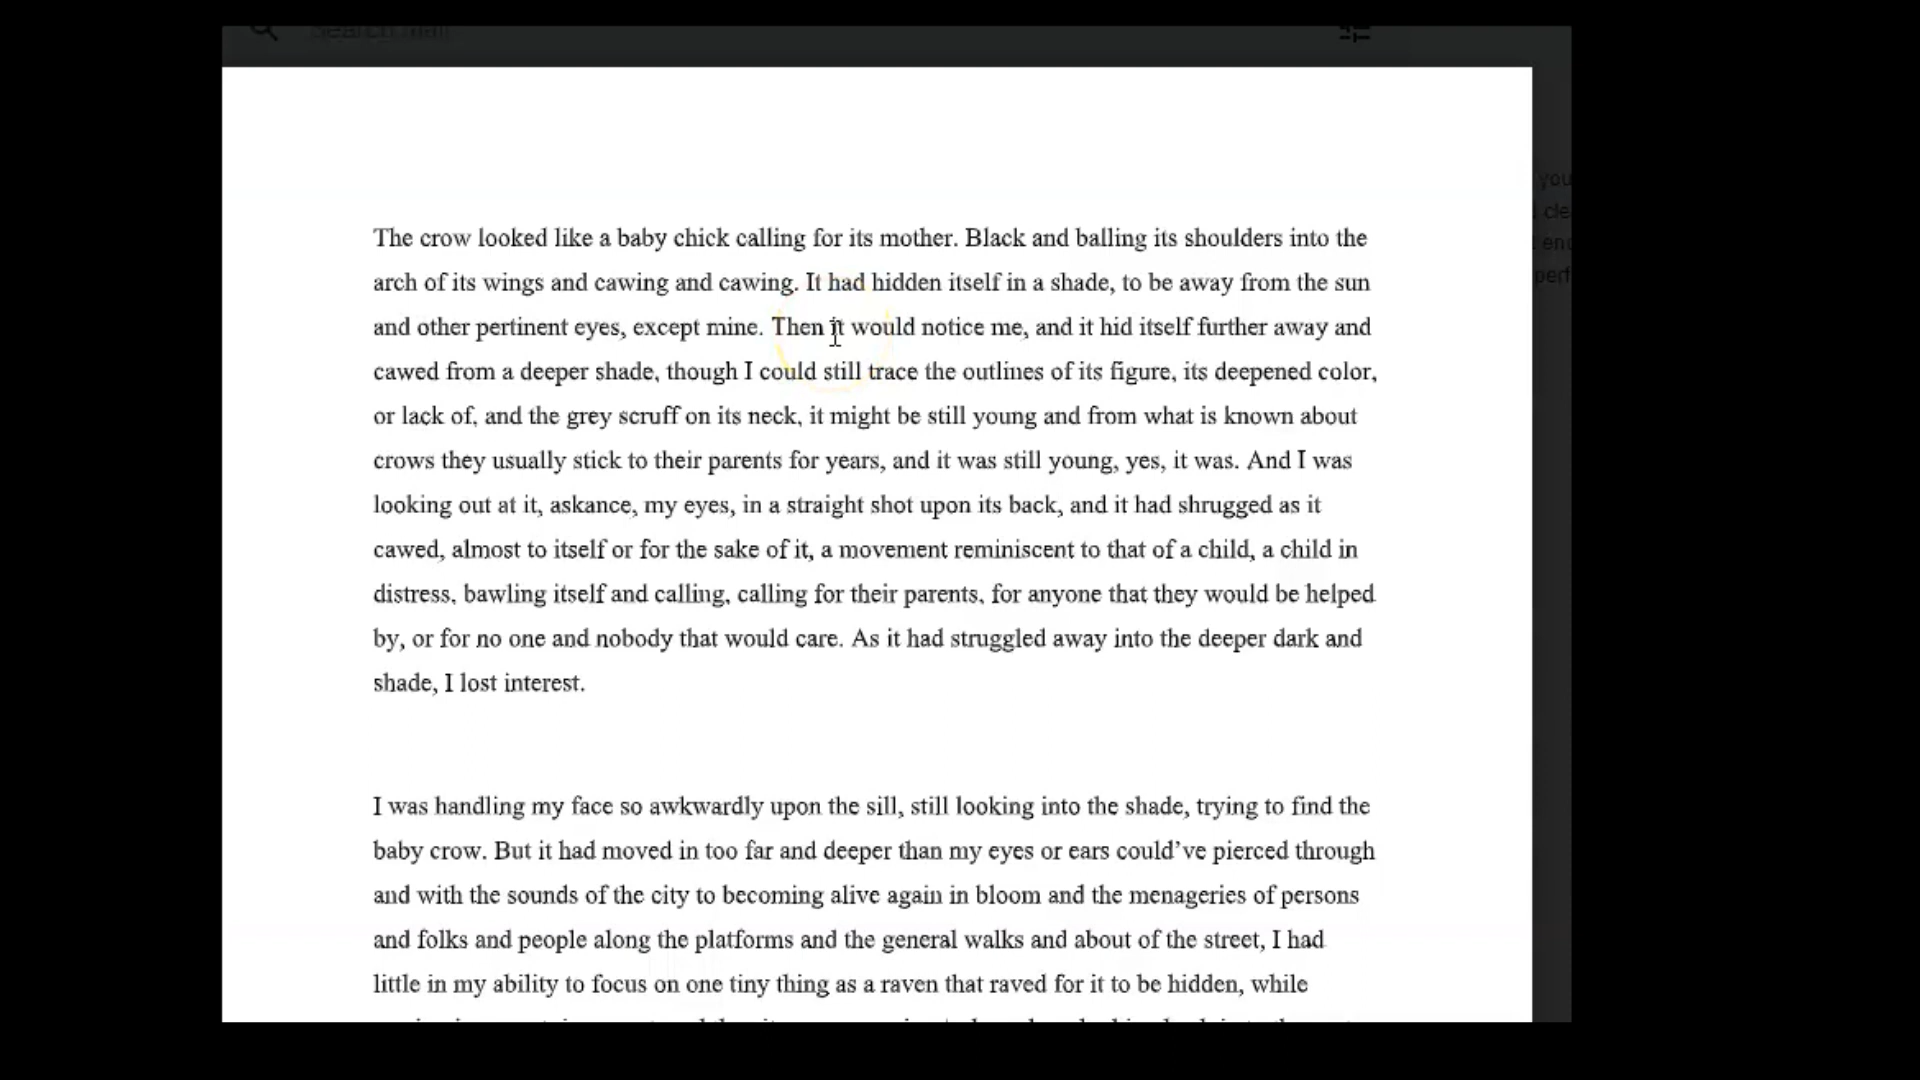 Search mail
you
cle
The crow looked like a baby chick calling for its mother. Black and balling its shoulders into the
arch of its wings and cawing and cawing. It had hidden itself in a shade, to be away from the sun
and other pertinent eyes, except mine. Then it would notice me, and it hid itself further away and
cawed from a deeper shade, though I could still trace the outlines of its figure, its deepened color,
or lack of, and the grey scruff on its neck, it might be still young and from what is known about
crows they usually stick to their parents for years, and it was still young, yes, it was. And I was
looking out at it, askance, my eyes, in a straight shot upon its back, and it had shrugged as it
cawed, almost to itself or for the sake of it, a movement reminiscent to that of a child, a child in
distress, bawling itself and calling, calling for their parents, for anyone that they would be helped
by, or for no one and nobody that would care. As it had struggled away into the deeper dark and
shade, I lost interest.
I was handling my face so awkwardly upon the sill, still looking into the shade, trying to find the
baby crow. But it had moved in too far and deeper than my eyes or ears could’ve pierced through
and with the sounds of the city to becoming alive again in bloom and the menageries of persons
and folks and people along the platforms and the general walks and about of the street, I had
little in my ability to focus on one tiny thing as a raven that raved for it to be hidden, while